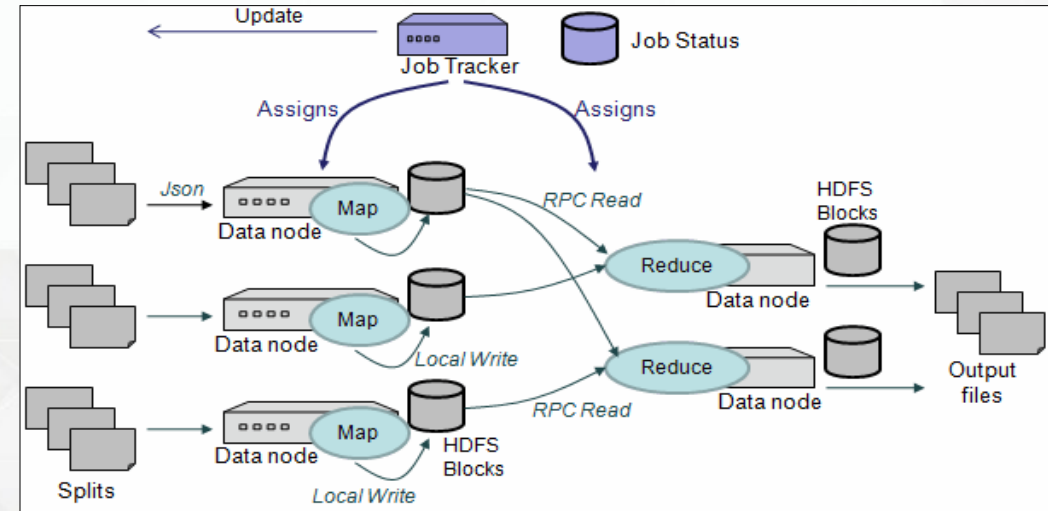 Update
Job Tracker
Job Status
Assigns
Assigns
Json
Map
Data node
RPC Read
HDFS
Blocks
Reduce
Data node
Map
Data node
Local Write
Reduce
Data node
Output
files
RPC Read
Map
Data node
HDFS
Blocks
Splits
Local Write